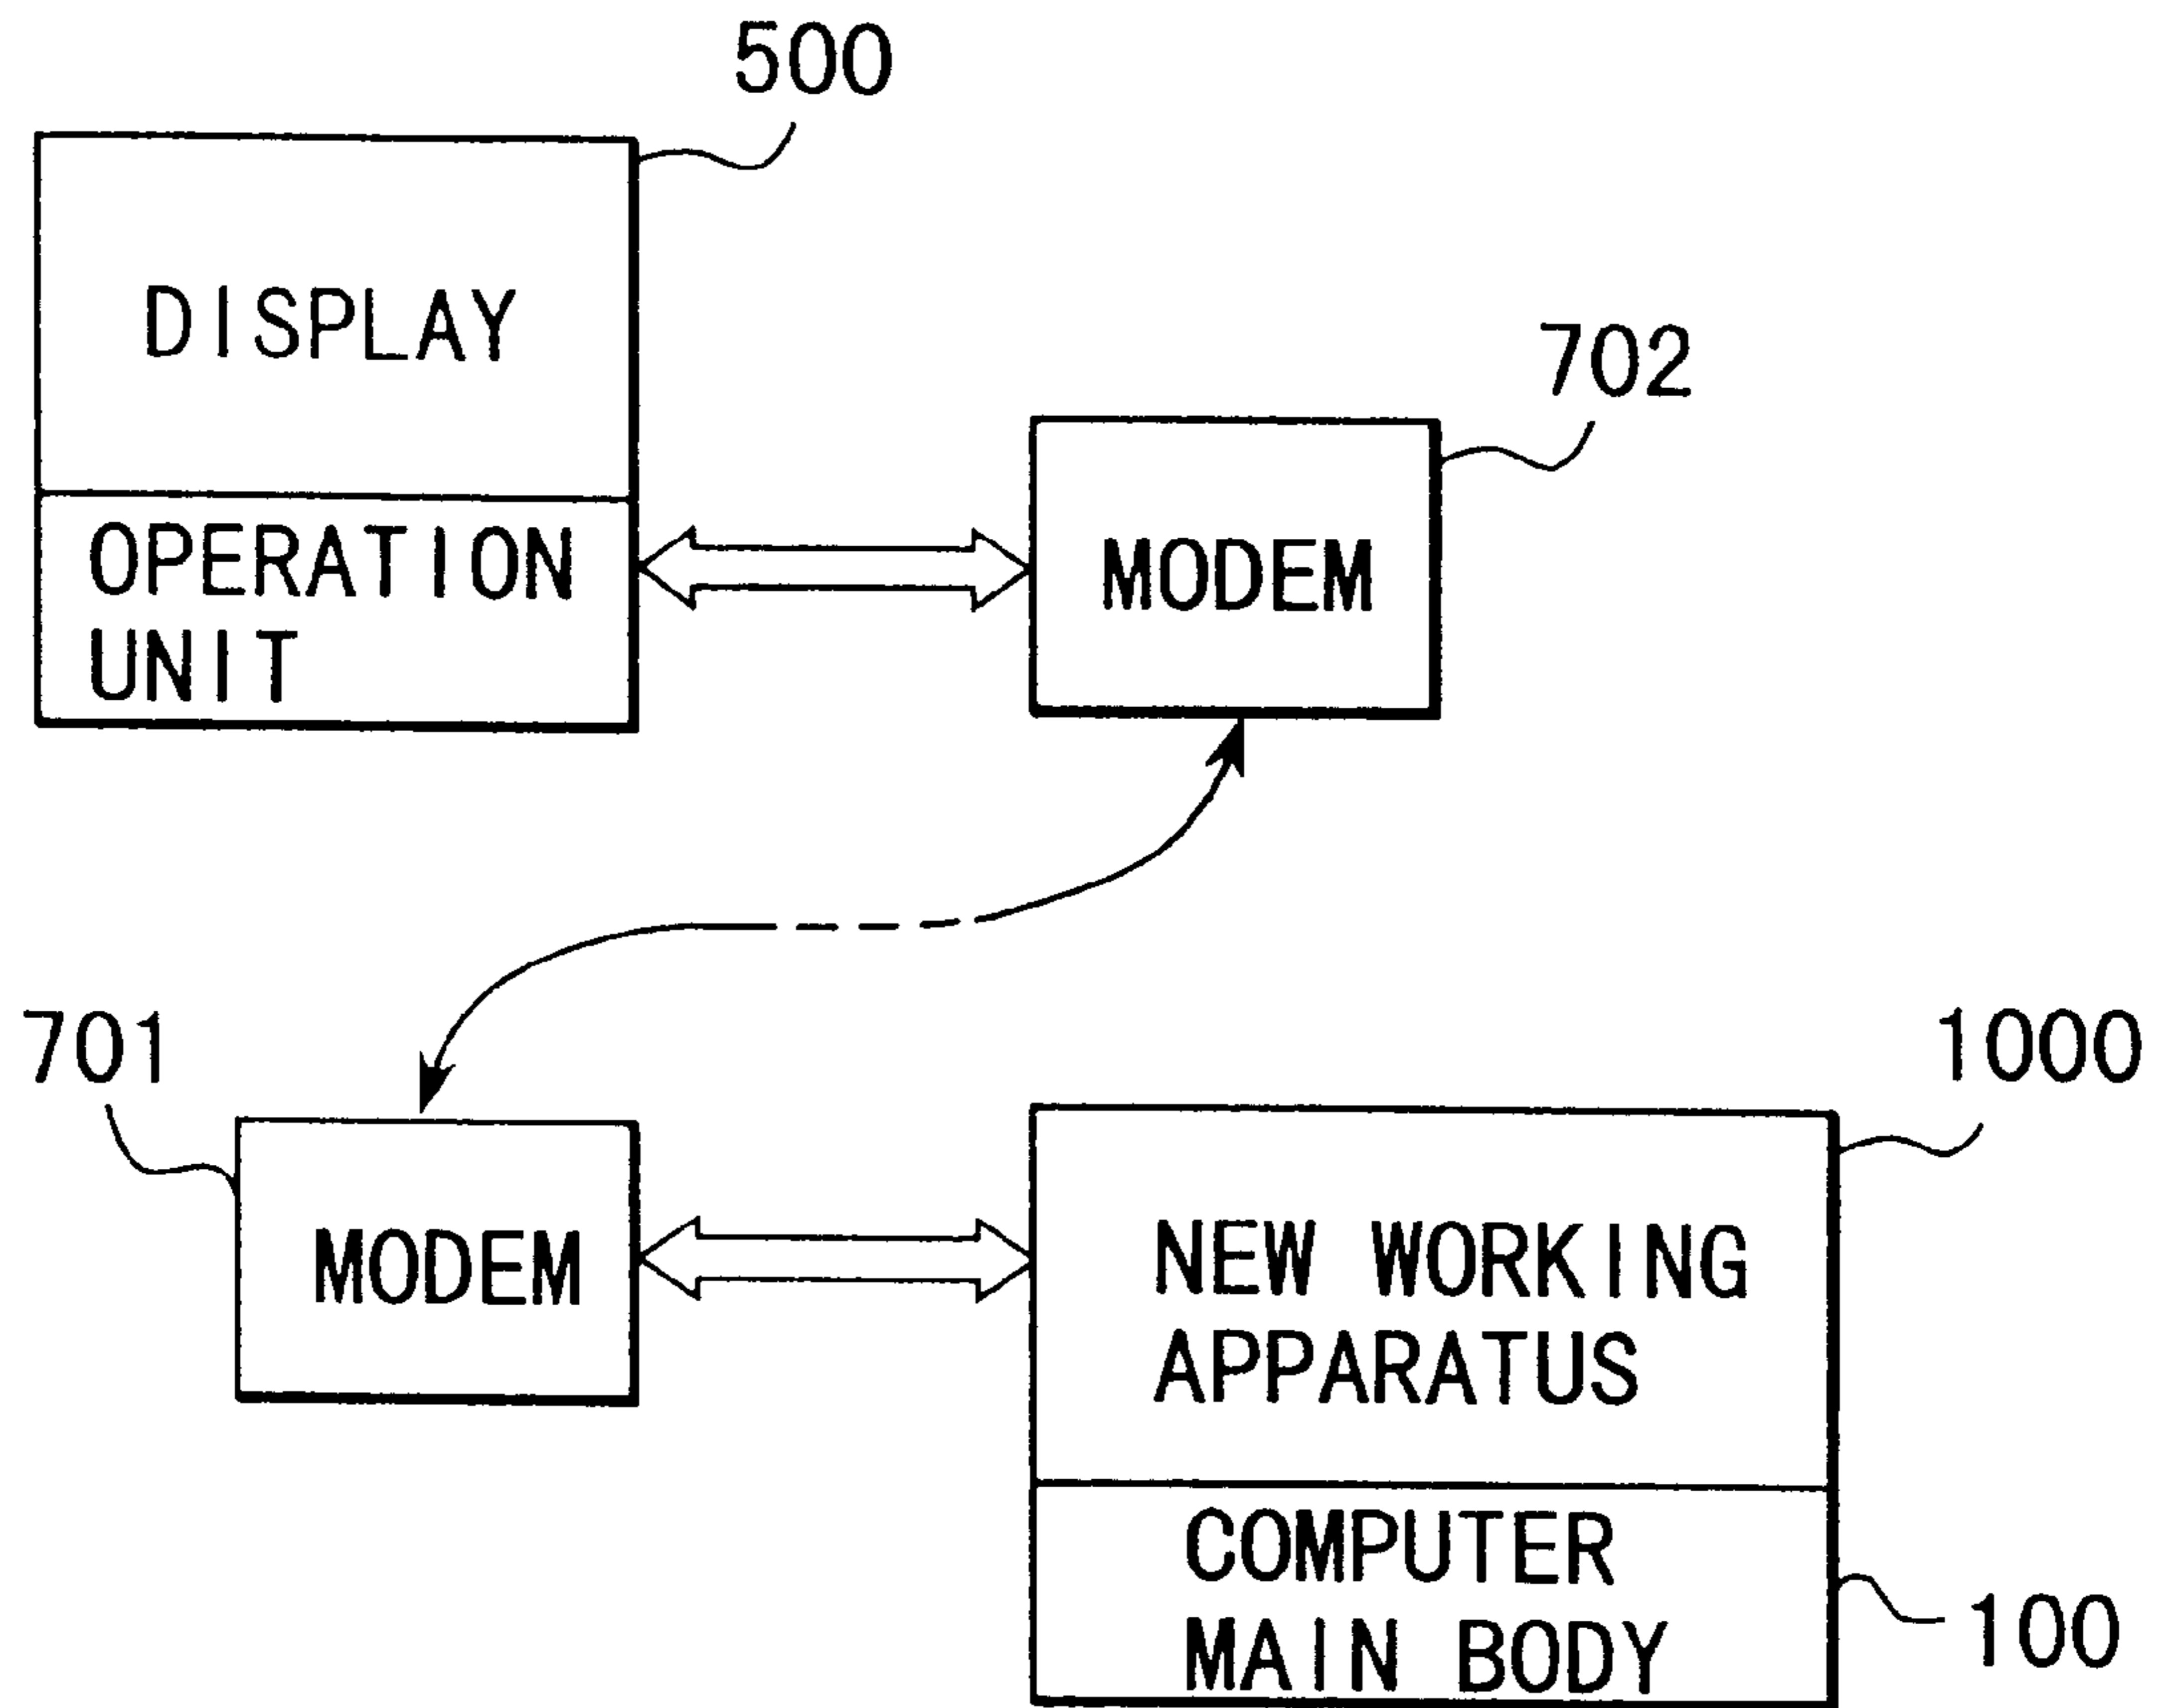 500
DISPLAY
702
OPERATION
UNIT
MODEM
701
1000
MODEM
NEW WORKING
APPARATUS
COMPUTER
MAIN BODY
100